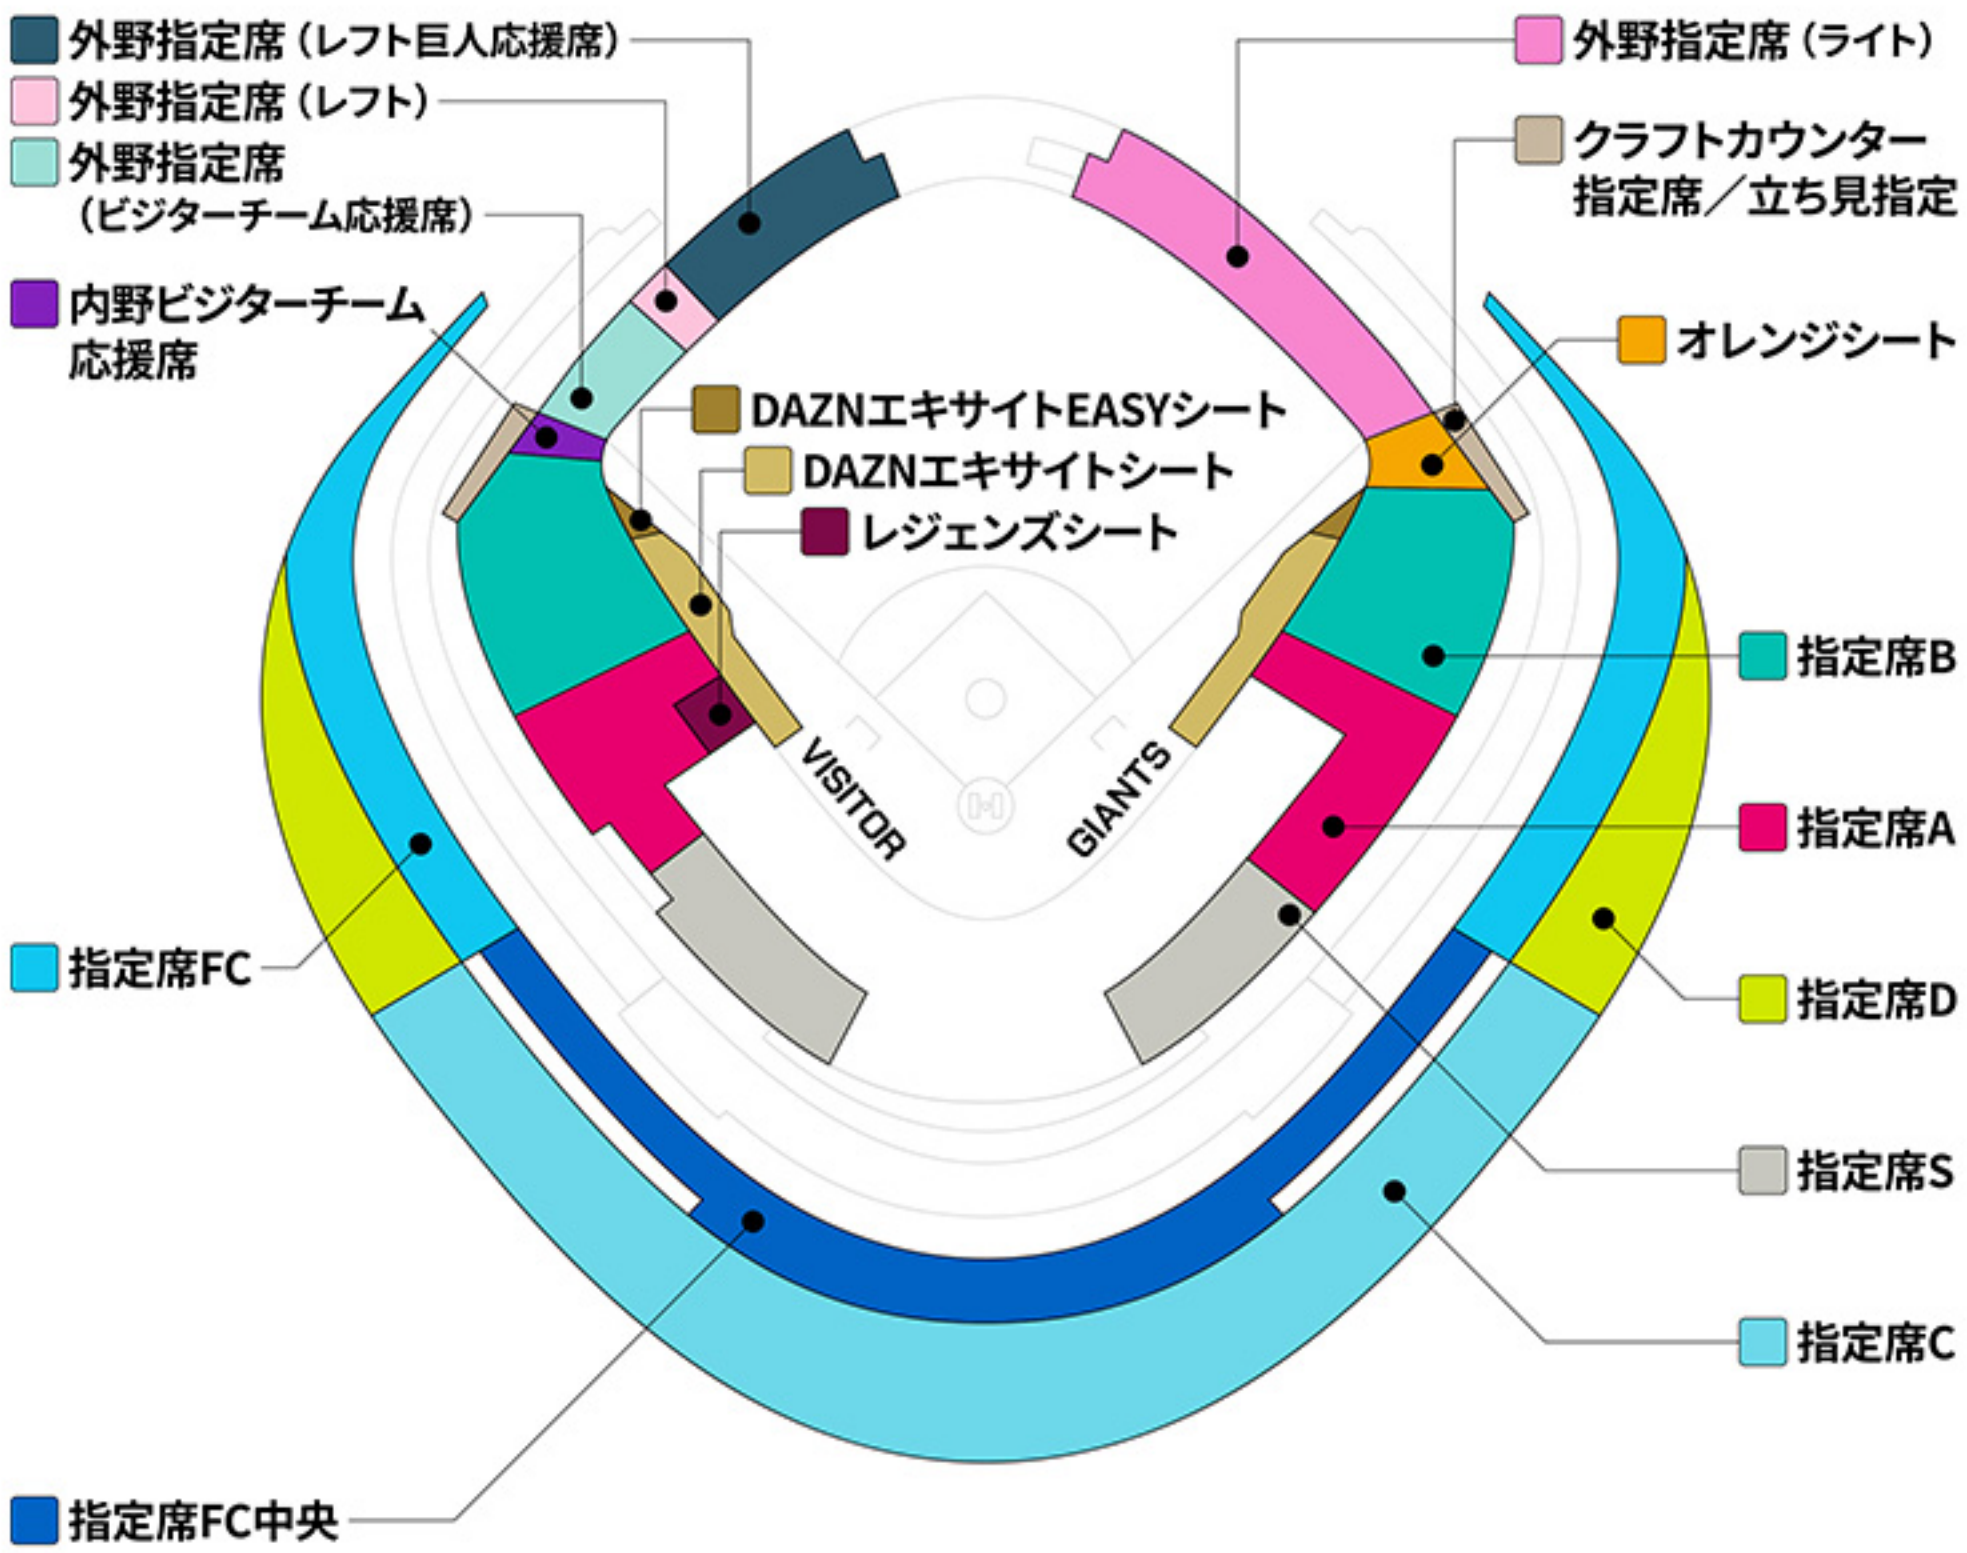 外野指定席（レフト巨人応援席）
外野指定席（レフト）
外野指定席
（ビジターチーム応援席）
内野ビジターチーム
応援席
外野指定席（ライト）
クラフトカウンター
指定席／立ち見指定
オレンジシート
DAZNエキサイトEASYシート
DAZNエキサイトシート
レジェンズシート
VISITOR
GIANTS
指定席B
指定席A
指定席FC
指定席D
指定席S
指定席C
指定席FC中央